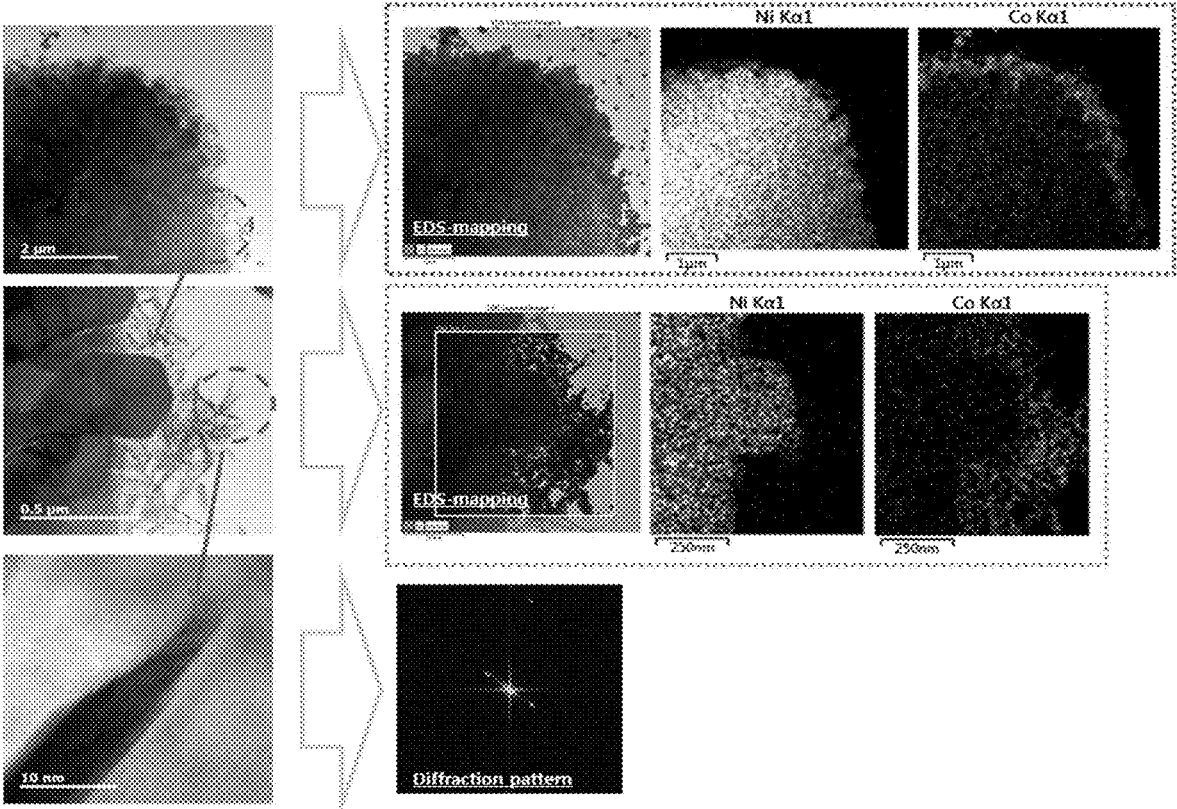 Ni Kα1
Co Kα1
2 μm
EDS-mapping
1μm
1μm
Ni Kα1
Co Kα1
0.5 μm
EDS-mapping
250nm
250nm
10 nm
Diffraction pattern